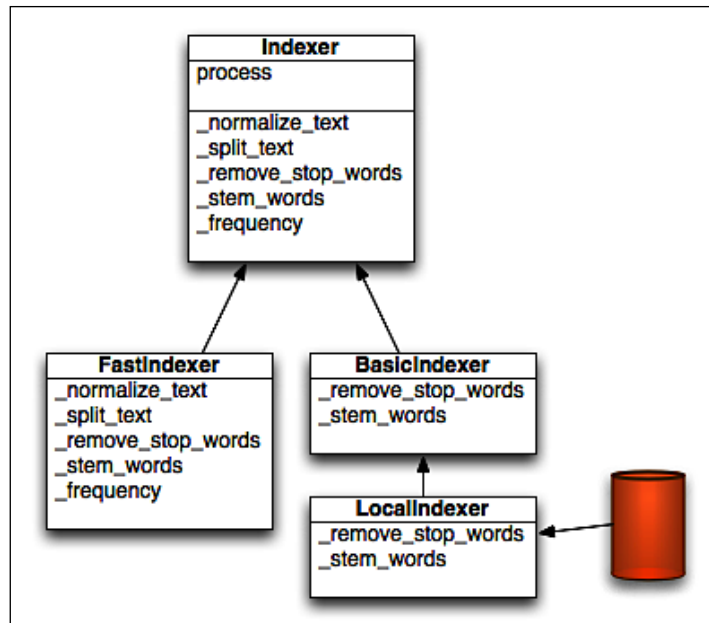 Indexer
process
_normalize_text
_split_text
_remove_stop_words
_stem_words
_frequency
FastIndexer
_normalize_text
_split_text
_remove_stop_words
_stem_words
_frequency
BasicIndexer
_remove_stop_words
_stem_words
LocalIndexer
_remove_stop_words
_stem_words